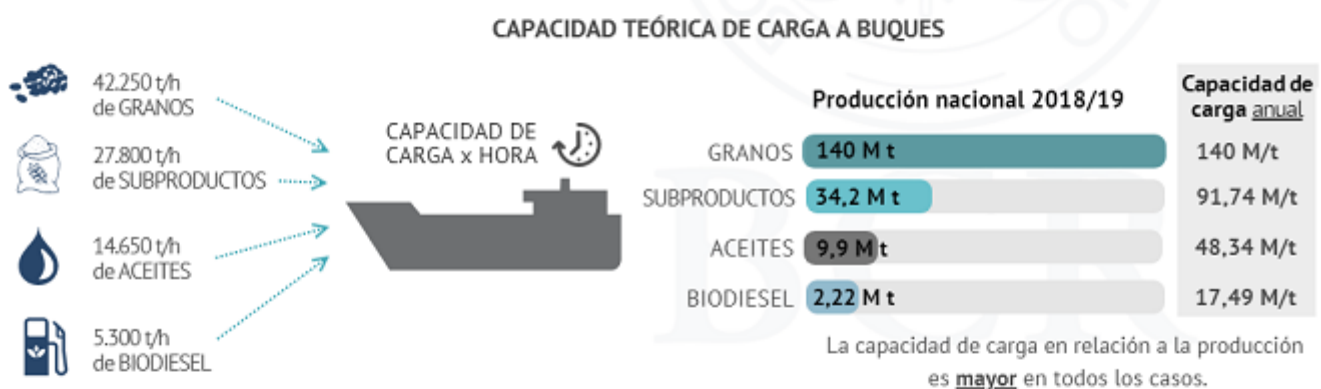 CAPACIDAD TEÓRICA DE CARGA A BUQUES
42.250 t/h
de GRANOS
27.800 t/h
de SUBPRODUCTOS
14.650 t/h
de ACEITES
5.300 t/h
de BIODIESEL
CAPACIDAD DE
CARGA x HORA
Producción nacional 2018/19
Capacidad de
carga anual
GRANOS 140 M t 140 M/t
SUBPRODUCTOS 34,2 M t 91,74 M/t
ACEITES 9,9 M t 48,34 M/t
BIODIESEL 2,22 M t 17,49 M/t
La capacidad de carga en relación a la producción
es mayor en todos los casos.
BCR